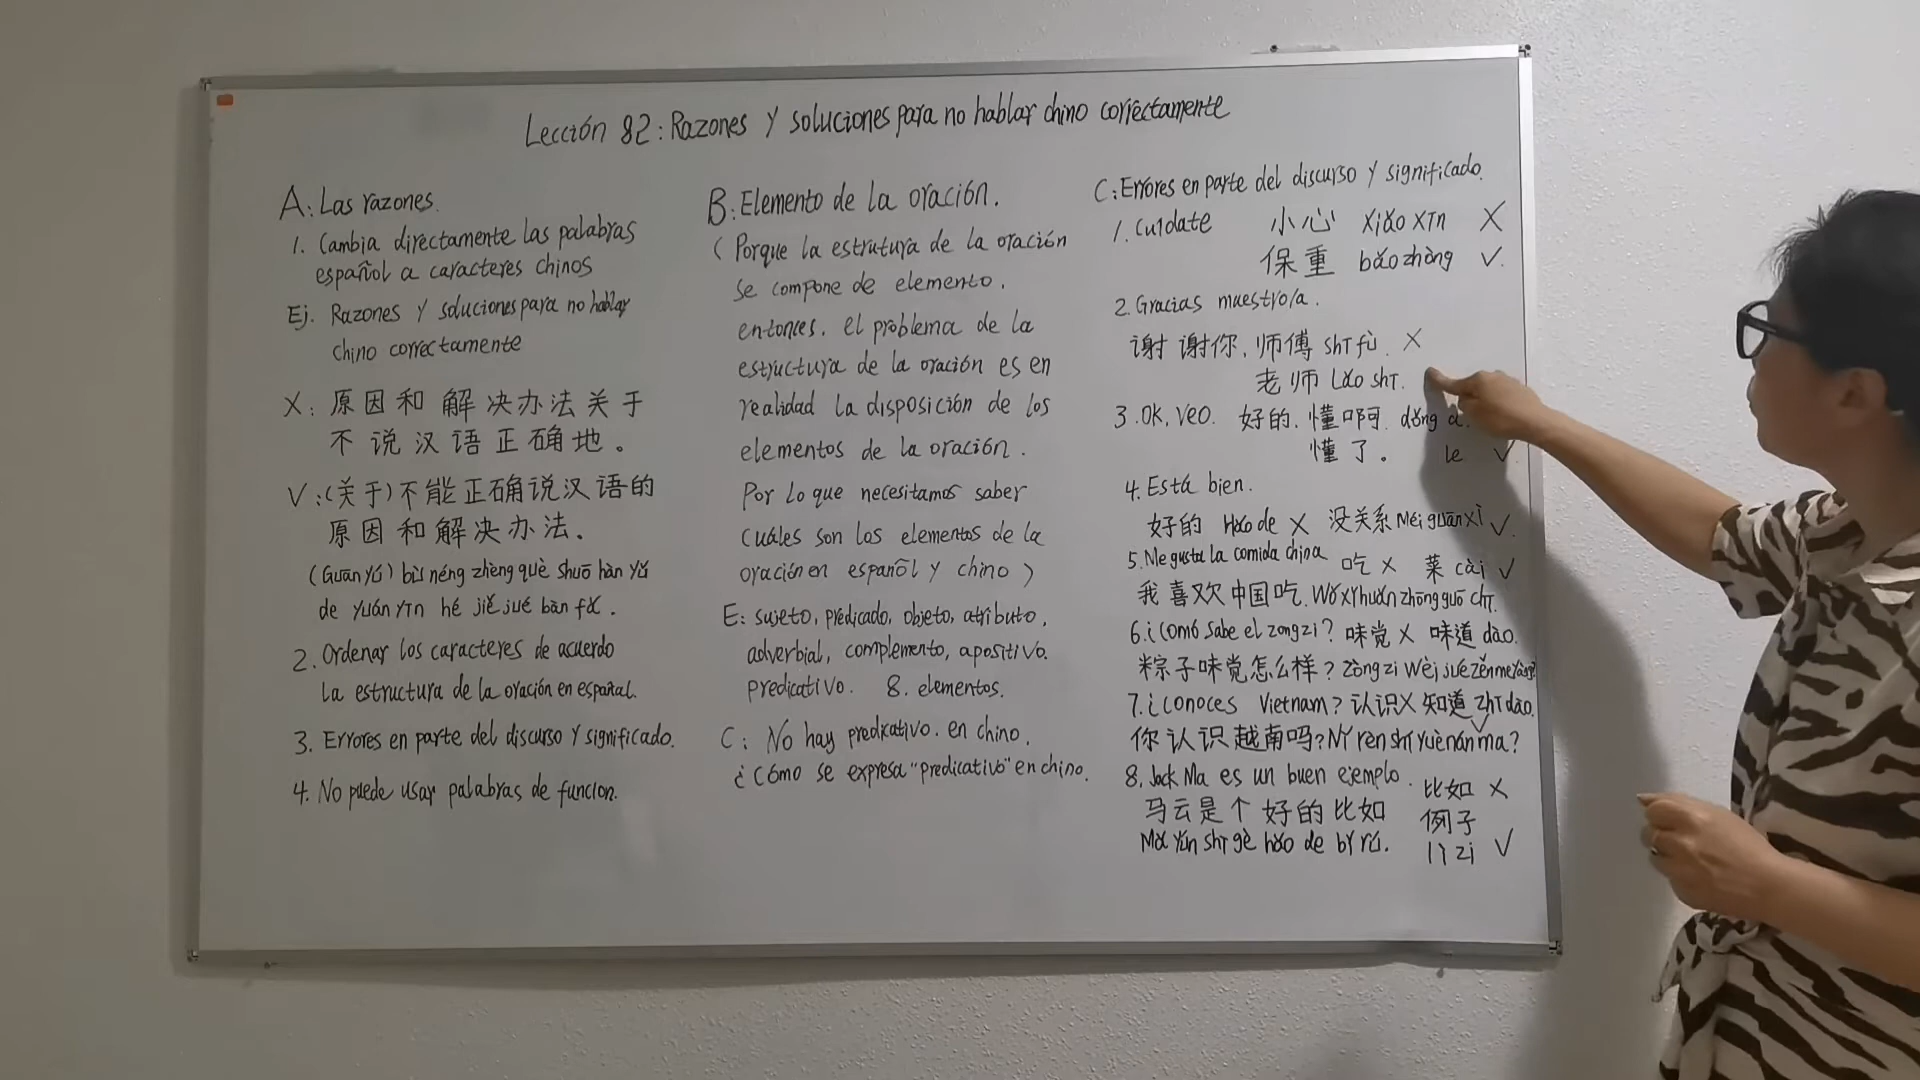 Lección 82: Razones y soluciones para no hablar chino correctamente
A: Las razones.
1. Cambia directamente las palabras
español a caracteres chinos
Ej. Razones y soluciones para no hablar
chino correctamente
X: 原因和解决办法关于
不说汉语正确地。
V: (关于)不能正确说汉语的
原因和解决办法.
(Guān yú) bù néng zhèng què shuō hàn yǔ
de yuán yīn hé jiě jué bàn fǎ.
2. Ordenar los caracteres de acuerdo
la estructura de la oración en español.
3. Errores en parte del discurso y significado.
4. No puede usar palabras de funcion.
B: Elemento de la oración.
(Porque la estrutura de la oración
se compone de elemento.
entonces. el problema de la
estructura de la oración es en
realidad la disposición de los
elementos de la oración.
Por lo que necesitamos saber
cuáles son los elementos de la
oración en español y chino)
E: sujeto, predicado, objeto, atributo,
adverbial, complemento, apositivo.
predicativo. 8. elementos.
C: No hay predicativo. en chino.
¿Cómo se expresa "predicativo" en chino.
C: Errores en parte del discurso y significado.
1. Cuídate 小心 xiǎo xīn X
保重 bǎo zhòng √.
2. Gracias maestro/a.
谢谢你, 师傅 shī fù. X
老师 Lǎo shī.
3. OK, veo. 好的, 懂啊. dǒng a.
懂了。 le √.
4. Está bien.
好的 Hǎo de X 没关系 Méi guān xì √.
5. Me gusta la comida china 吃 X 菜 cài √
我喜欢中国吃. Wǒ xǐ huān zhōng guō chī.
6. ¿Comó sabe el zongzi? 味觉 X 味道 dào.
粽子味觉怎么样? Zòng zi wèi jué zěn me yàng?
7. ¿Conoces Vietnam? 认识X 知道 zhī dào. √
你认识越南吗? Nǐ rèn shī yuè nán ma?
8. Jack Ma es un buen ejemplo. 比如 X
马云是个好的比如 例子
Mǎ Yún shì gè hǎo de bǐ rú. lì zi √